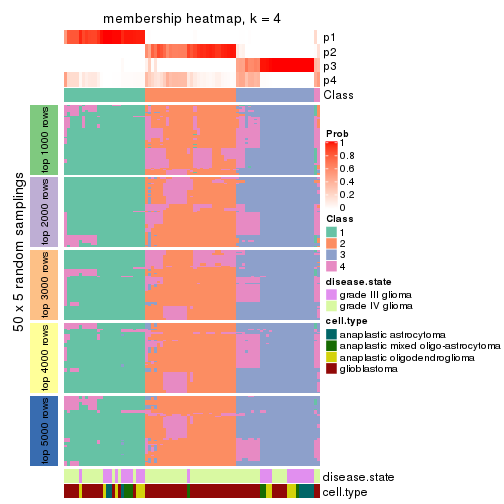 membership heatmap, k = 4
p1
p2
p3
p4
Class
50 x 5 random samplings
top 1000 rows
top 2000 rows
top 3000 rows
top 4000 rows
top 5000 rows
Prob
1
0.8
0.6
0.4
0.2
0
Class
1
2
3
4
disease.state
grade III glioma
grade IV glioma
cell.type
anaplastic astrocytoma
anaplastic mixed oligo-astrocytoma
anaplastic oligodendroglioma
glioblastoma
disease.state
cell.type